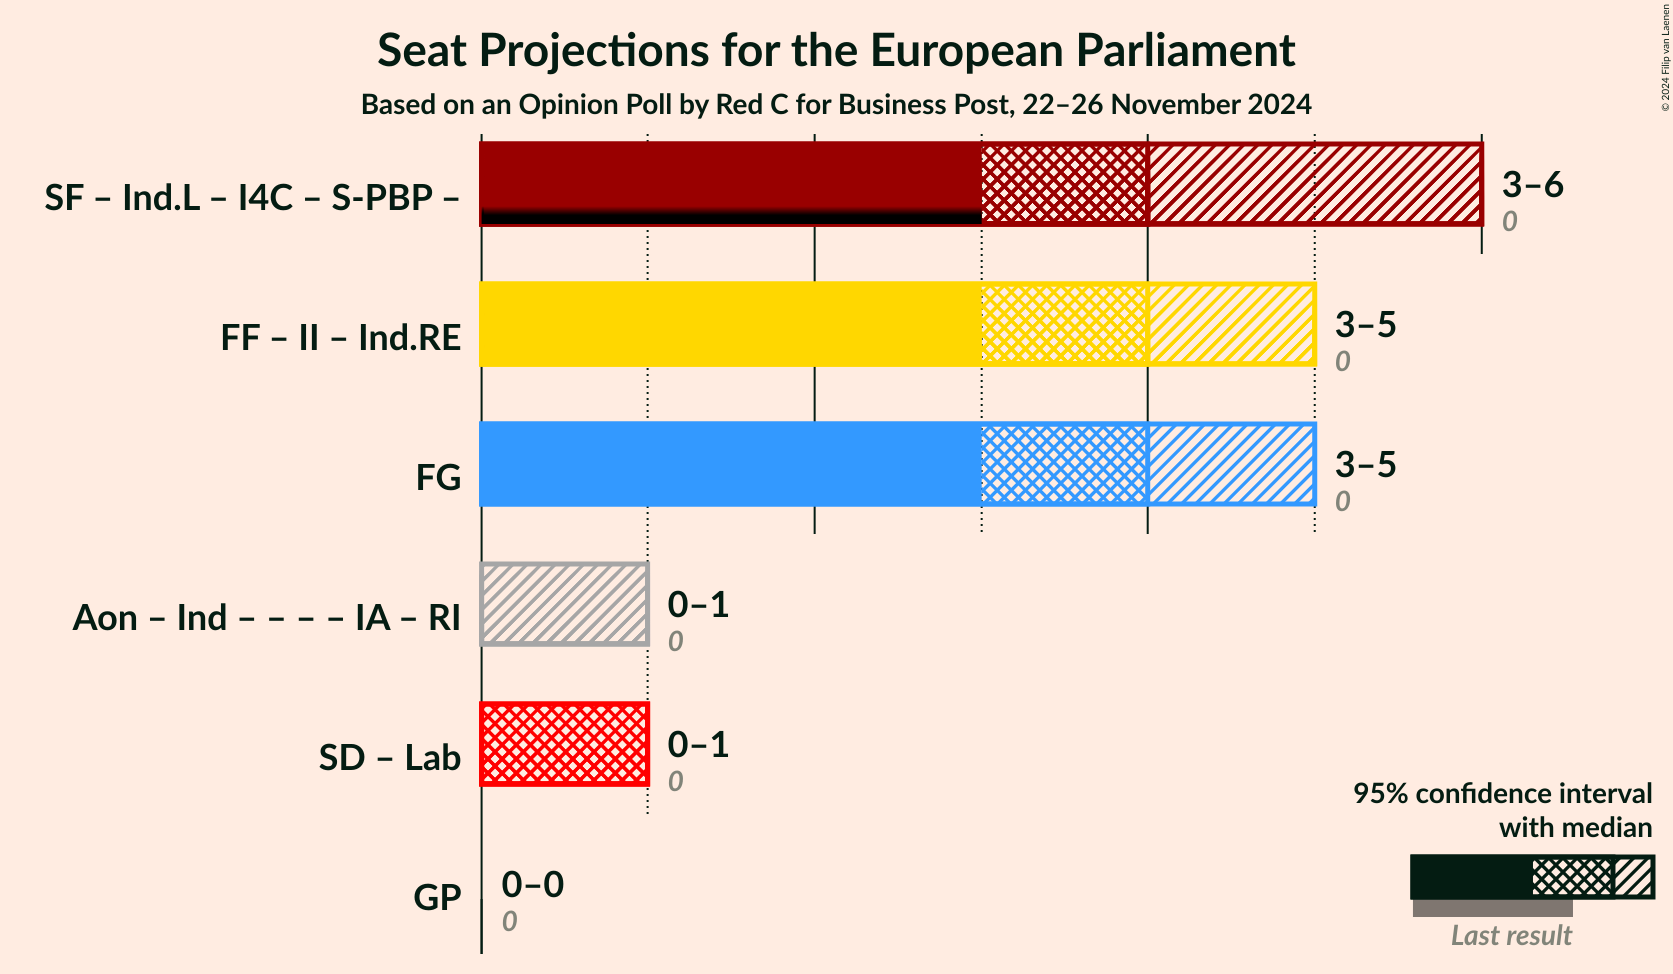 Seat Projections for the European Parliament
Based on an Opinion Poll by Red C for Business Post, 22–26 November 2024
© 2024 Filip van Laenen
SF – Ind.L – I4C – S-PBP –
3–6
0
FF – II – Ind.RE
3–5
0
FG
3–5
0
Aon – Ind – – – – IA – RI
0–1
0
SD – Lab
0–1
0
GP
0–0
0
95% confidence interval
with median
Last result